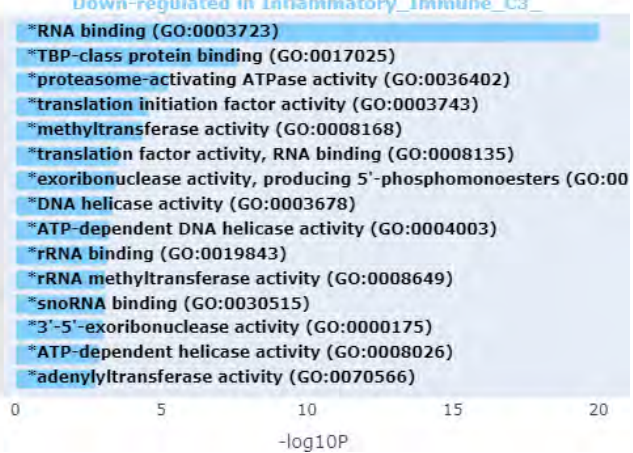 Down-regulated in Inflammatory_Immune_C3_
*RNA binding (GO:0003723)
*TBP-class protein binding (GO:0017025)
*proteasome-activating ATPase activity (GO:0036402)
*translation initiation factor activity (GO:0003743)
*methyltransferase activity (GO:0008168)
*translation factor activity, RNA binding (GO:0008135)
*exoribonuclease activity, producing 5'-phosphomonoesters (GO:00
*DNA helicase activity (GO:0003678)
*ATP-dependent DNA helicase activity (GO:0004003)
*rRNA binding (GO:0019843)
*rRNA methyltransferase activity (GO:0008649)
*snoRNA binding (GO:0030515)
*3'-5'-exoribonuclease activity (GO:0000175)
*ATP-dependent helicase activity (GO:0008026)
*adenylyltransferase activity (GO:0070566)
0 5 10 15 20
-log10P